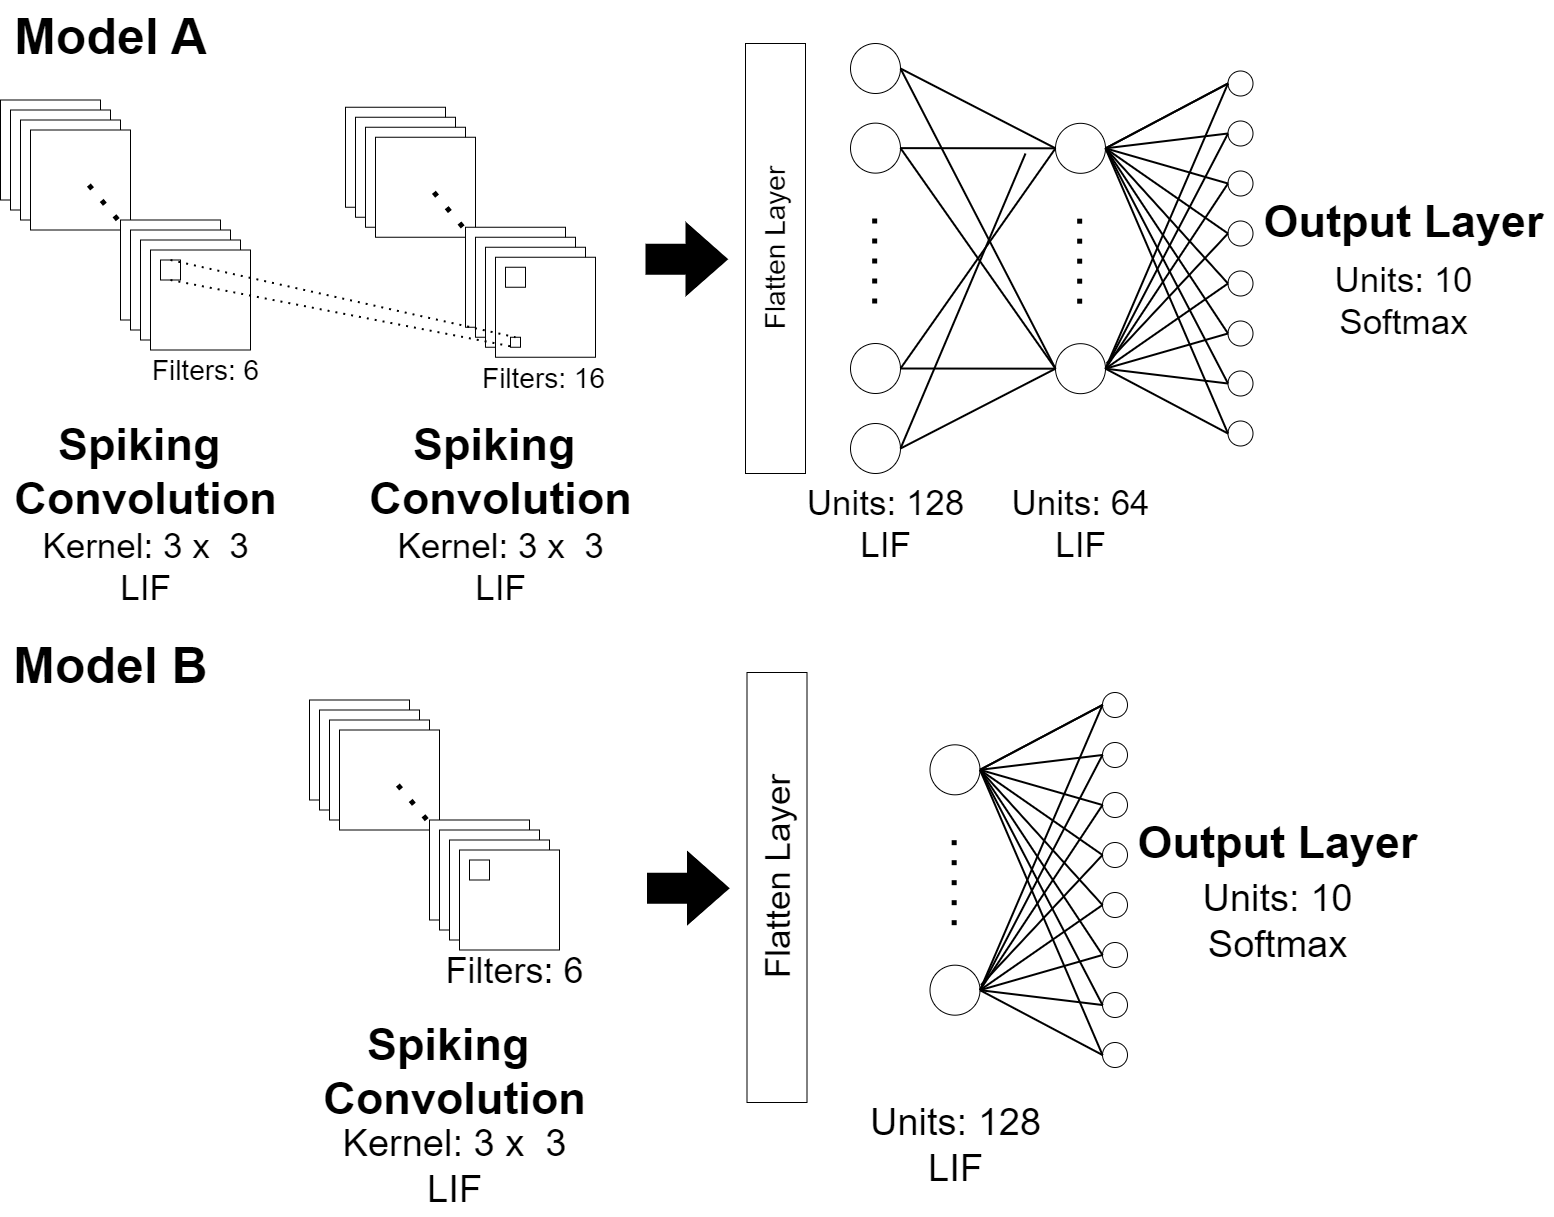 Model A
Filters: 6
Filters: 16
Spiking
Convolution
Kernel: 3 x 3
LIF
Spiking
Convolution
Kernel: 3 x 3
LIF
Flatten Layer
Units: 128
LIF
Units: 64
LIF
Output Layer
Units: 10
Softmax
Model B
Filters: 6
Spiking
Convolution
Kernel: 3 x 3
LIF
Flatten Layer
Units: 128
LIF
Output Layer
Units: 10
Softmax